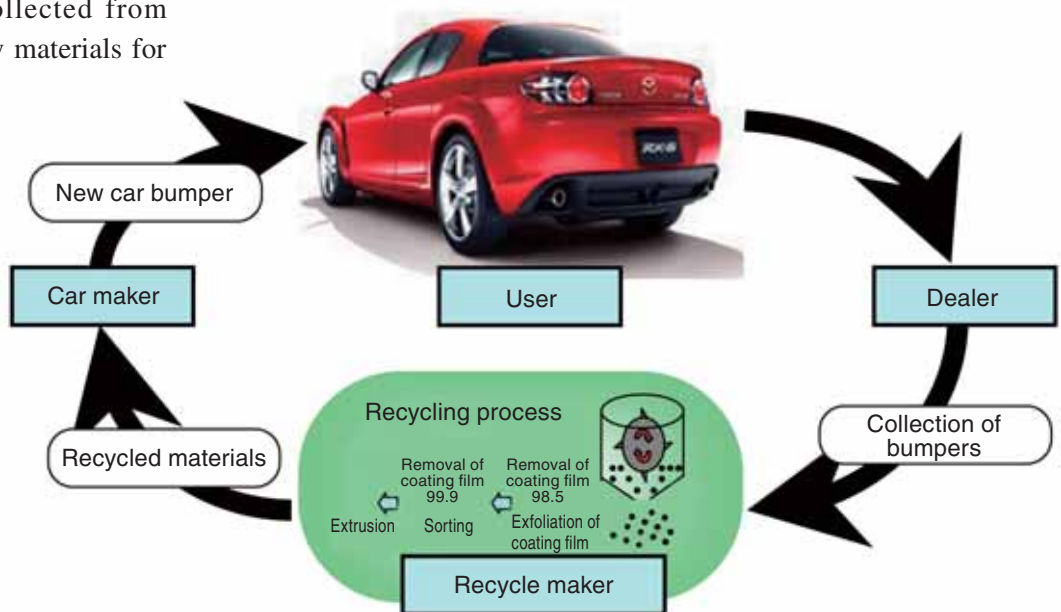 ollected from
materials for
New car bumper
Car maker
User
Dealer
Recycling process
Collection of
bumpers
Recycled materials
Removal of
coating film
99.9
Removal of
coating film
98.5
Extrusion
Sorting
Exfoliation of
coating film
Recycle maker